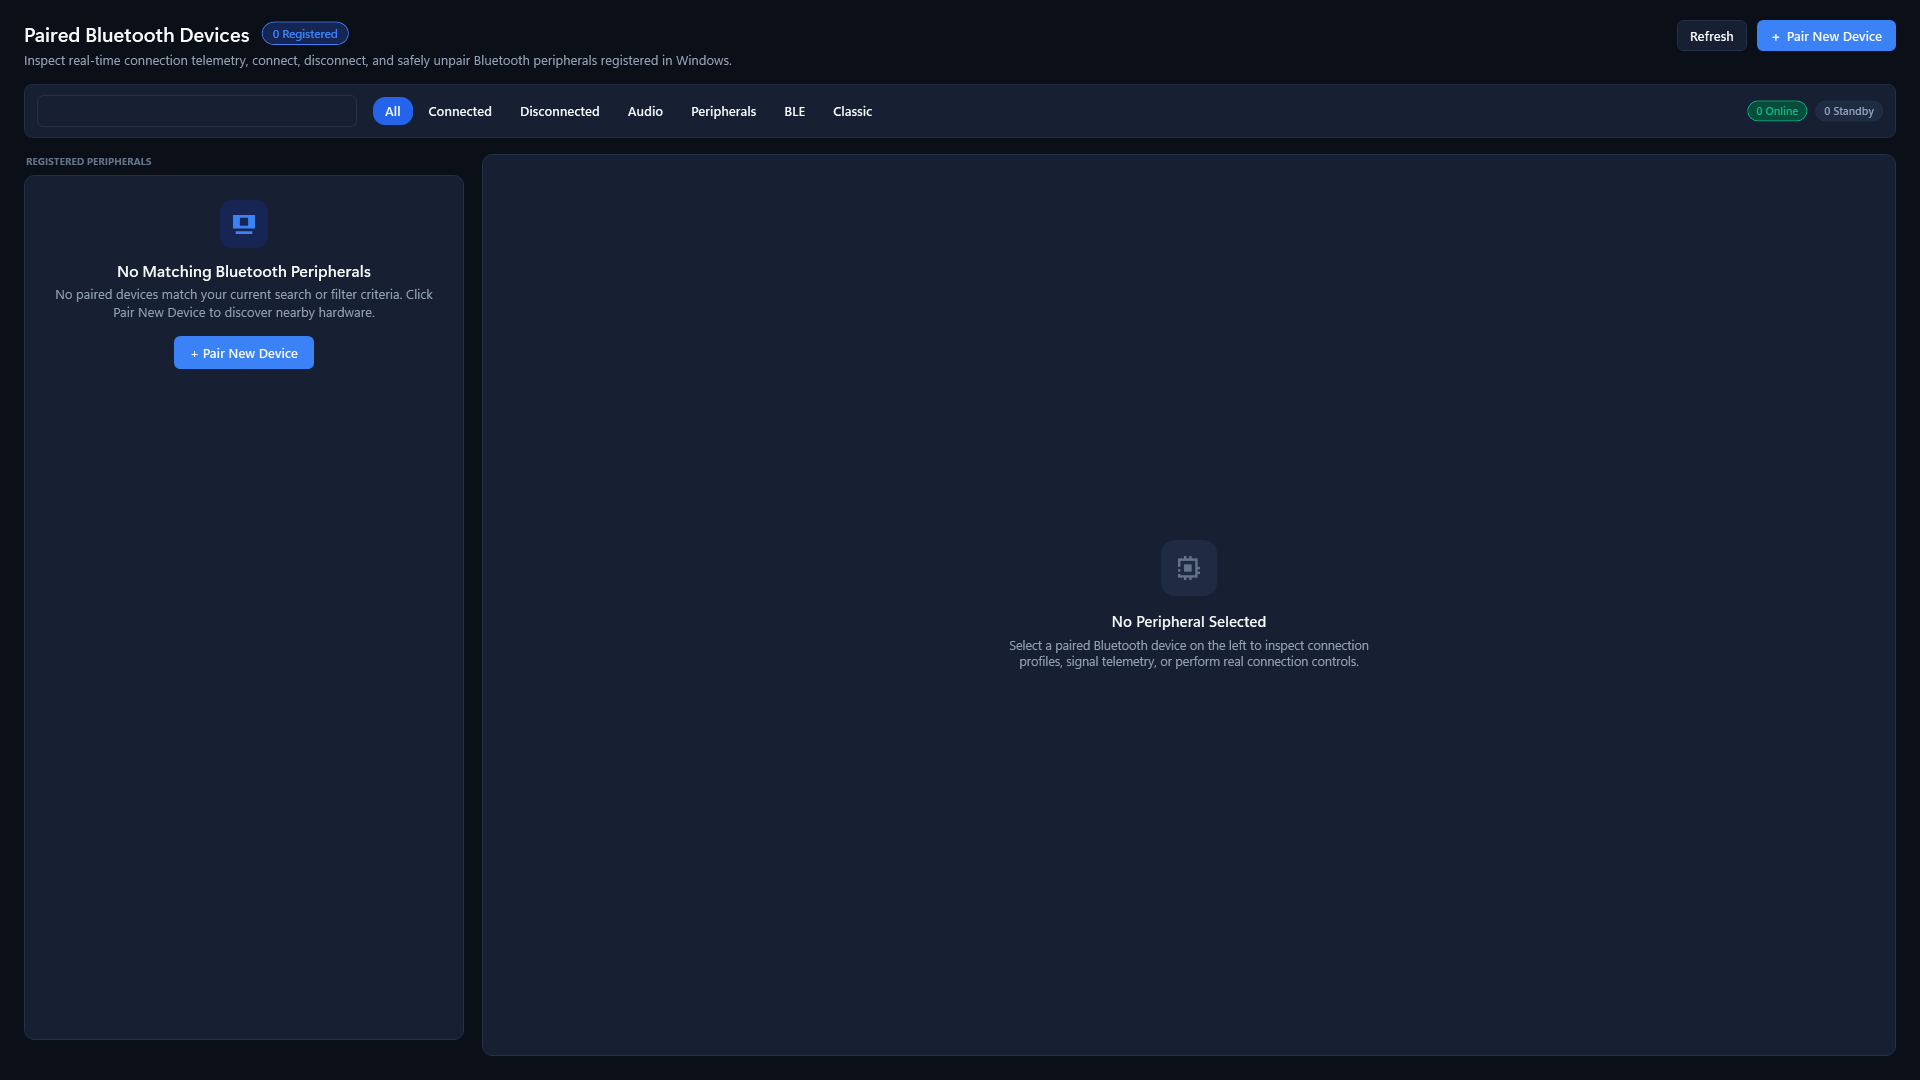 Paired Bluetooth Devices
0 Registered
Inspect real-time connection telemetry, connect, disconnect, and safely unpair Bluetooth peripherals registered in Windows.
Refresh
+ Pair New Device
All
Connected
Disconnected
Audio
Peripherals
BLE
Classic
0 Online
0 Standby
REGISTERED PERIPHERALS
No Matching Bluetooth Peripherals
No paired devices match your current search or filter criteria. Click
Pair New Device to discover nearby hardware.
+ Pair New Device
No Peripheral Selected
Select a paired Bluetooth device on the left to inspect connection
profiles, signal telemetry, or perform real connection controls.